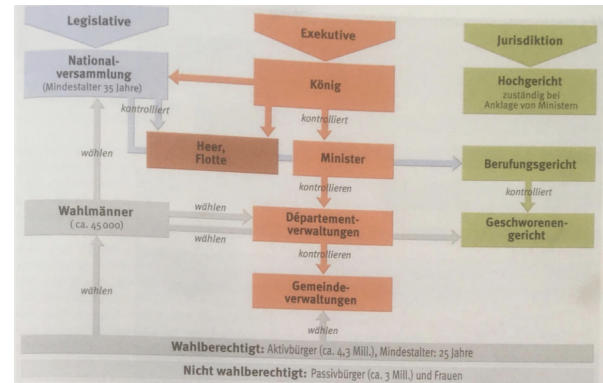 Legislative
Exekutive
Jurisdiktion
National-
versammlung
(Mindestalter 35 Jahre)
König
Hochgericht
zuständig bei
Anklage von Ministern
kontrolliert
kontrolliert
Heer,
Flotte
Minister
Berufungsgericht
wählen
kontrollieren
kontrolliert
Wahlmänner
(ca. 45000)
wählen
wählen
Département-
verwaltungen
Geschworenen-
gericht
kontrollieren
wählen
Gemeinde-
verwaltungen
wählen
Wahlberechtigt: Aktivbürger (ca. 4,3 Mill.), Mindestalter: 25 Jahre
Nicht wahlberechtigt: Passivbürger (ca. 3 Mill.) und Frauen